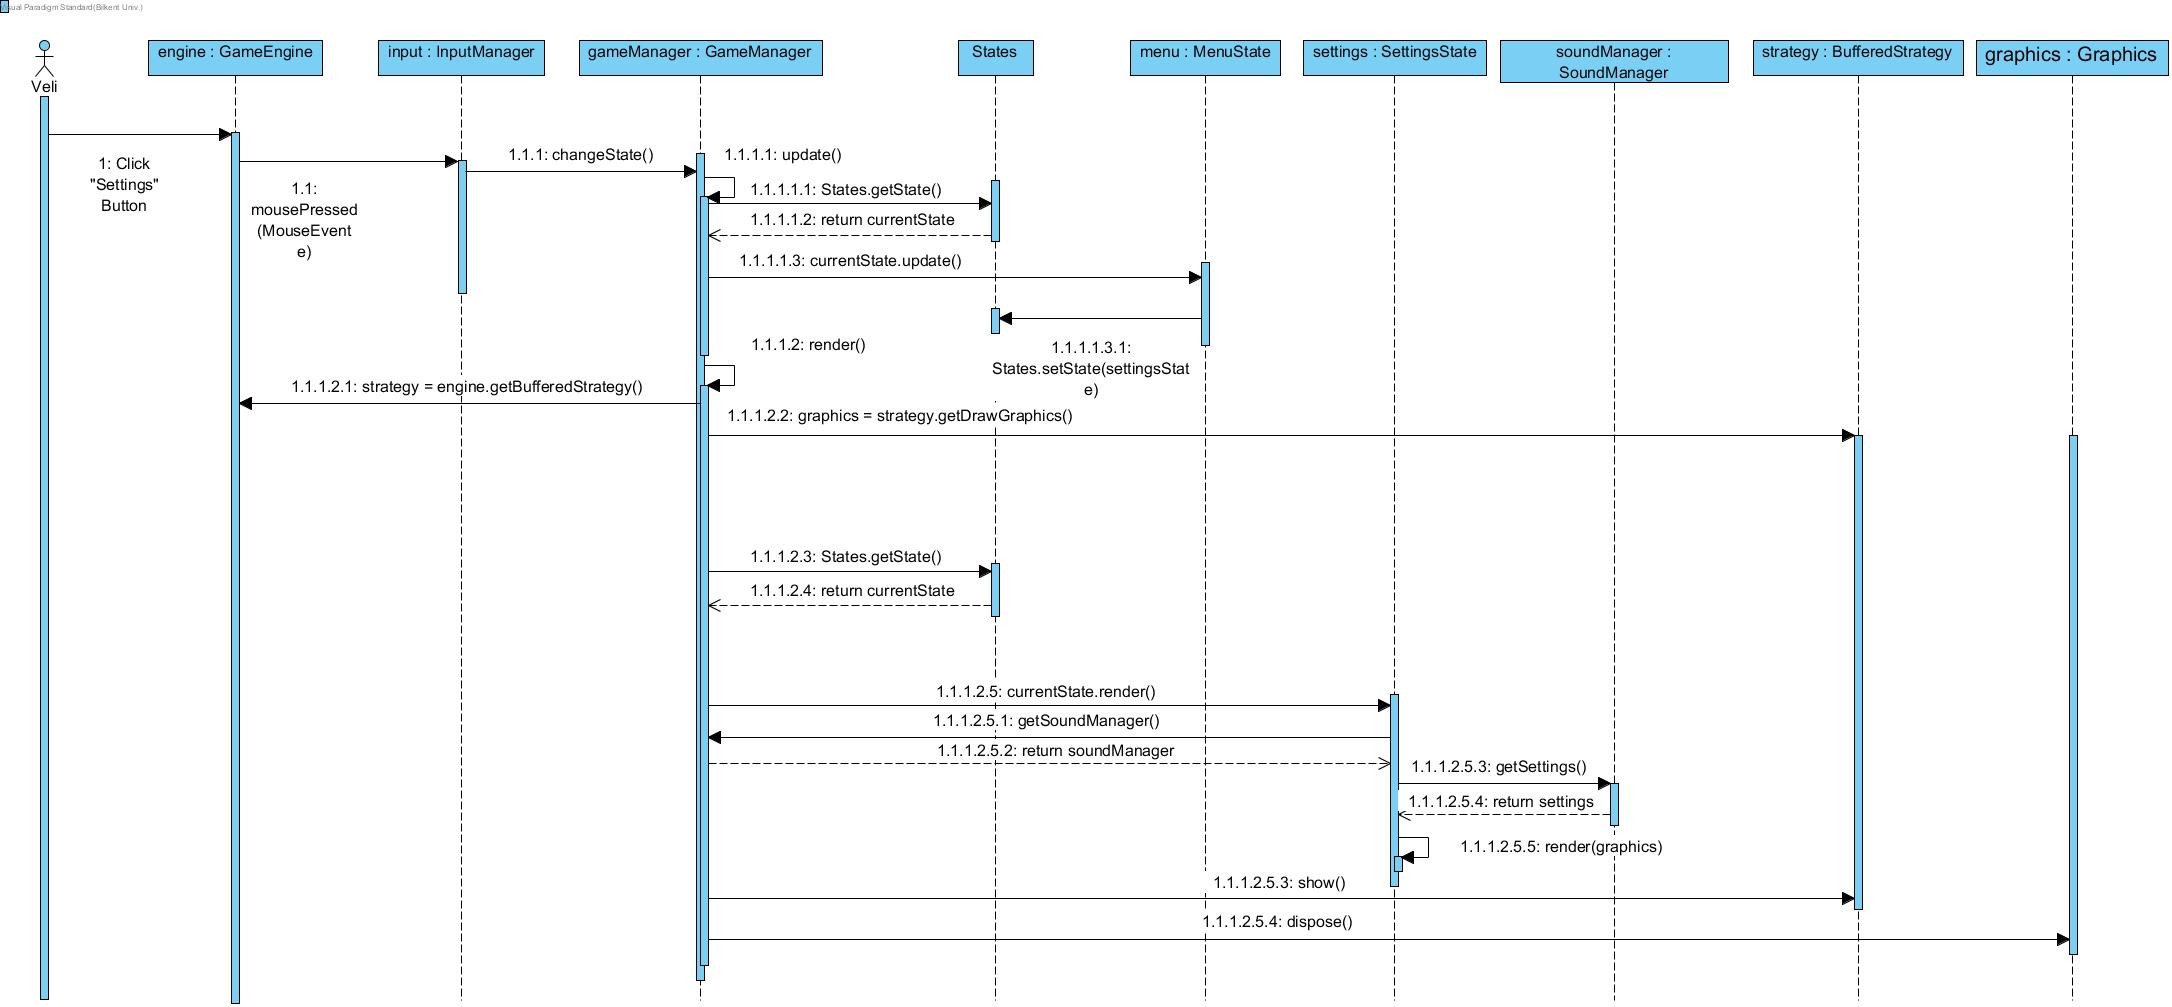 Visual Paradigm Standard(Bilkent Univ.)
Veli
engine : GameEngine
input : InputManager
gameManager : GameManager
States
menu : MenuState
settings : SettingsState
soundManager :
SoundManager
strategy : BufferedStrategy
graphics : Graphics
1: Click
"Settings"
Button
1.1:
mousePressed
(MouseEvent
e)
1.1.1: changeState()
1.1.1.1: update()
1.1.1.1.1: States.getState()
1.1.1.1.2: return currentState
1.1.1.1.3: currentState.update()
1.1.1.1.3.1:
States.setState(settingsStat
e)
1.1.1.2: render()
1.1.1.2.1: strategy = engine.getBufferedStrategy()
1.1.1.2.2: graphics = strategy.getDrawGraphics()
1.1.1.2.3: States.getState()
1.1.1.2.4: return currentState
1.1.1.2.5: currentState.render()
1.1.1.2.5.1: getSoundManager()
1.1.1.2.5.2: return soundManager
1.1.1.2.5.3: getSettings()
1.1.1.2.5.4: return settings
1.1.1.2.5.5: render(graphics)
1.1.1.2.5.3: show()
1.1.1.2.5.4: dispose()